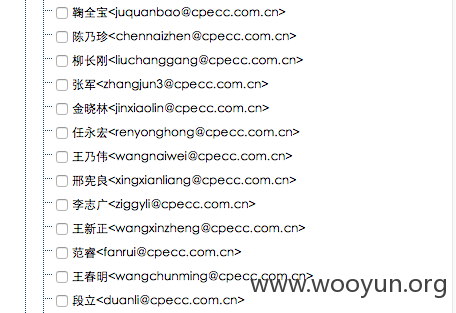 鞠全宝<juquanbao@cpecc.com.cn>
陈乃珍<chennaizhen@cpecc.com.cn>
柳长刚<liuchanggang@cpecc.com.cn>
张军<zhangjun3@cpecc.com.cn>
金晓林<jinxiaolin@cpecc.com.cn>
任永宏<renyonghong@cpecc.com.cn>
王乃伟<wangnaiwei@cpecc.com.cn>
邢宪良<xingxianliang@cpecc.com.cn>
李志广<ziggyli@cpecc.com.cn>
王新正<wangxinzheng@cpecc.com.cn>
范睿<fanrui@cpecc.com.cn>
王春明<wangchunming@cpecc.com.cn>
www.wooyun.org
段立<duanli@cpecc.com.cn>